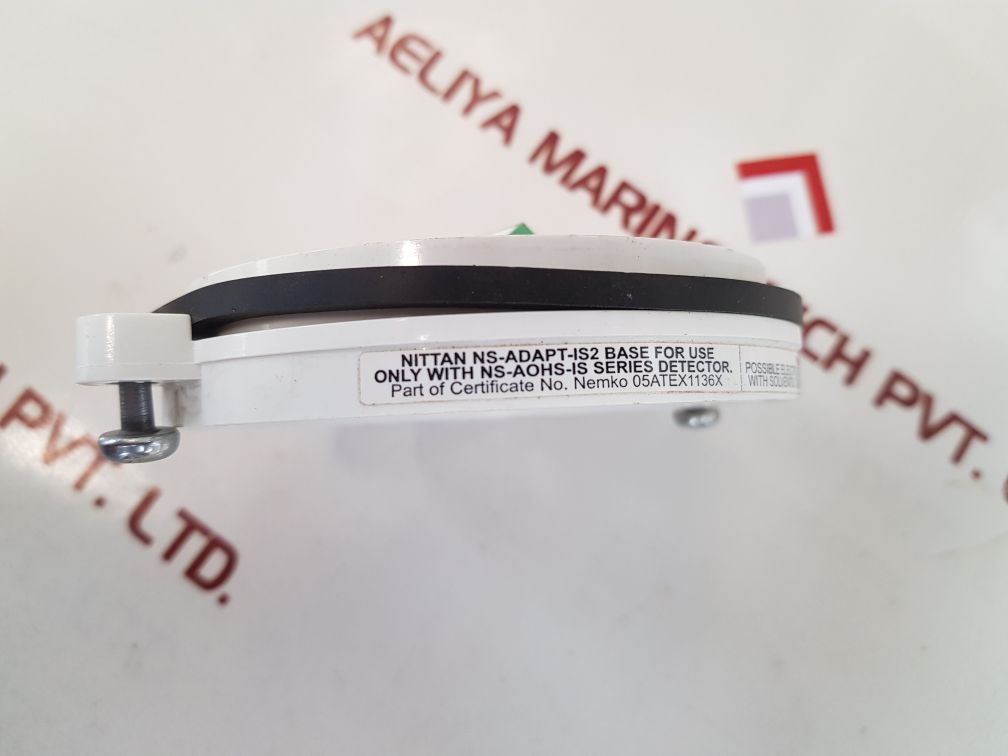 AELIYA MARINE TECH PVT.
PVT. LTD.
NITTAN NS-ADAPT-IS2 BASE FOR USE
ONLY WITH NS-AOHS-IS SERIES DETECTOR.
Part of Certificate No. Nemko 05ATEX1136X
POSSIBLE
WITH